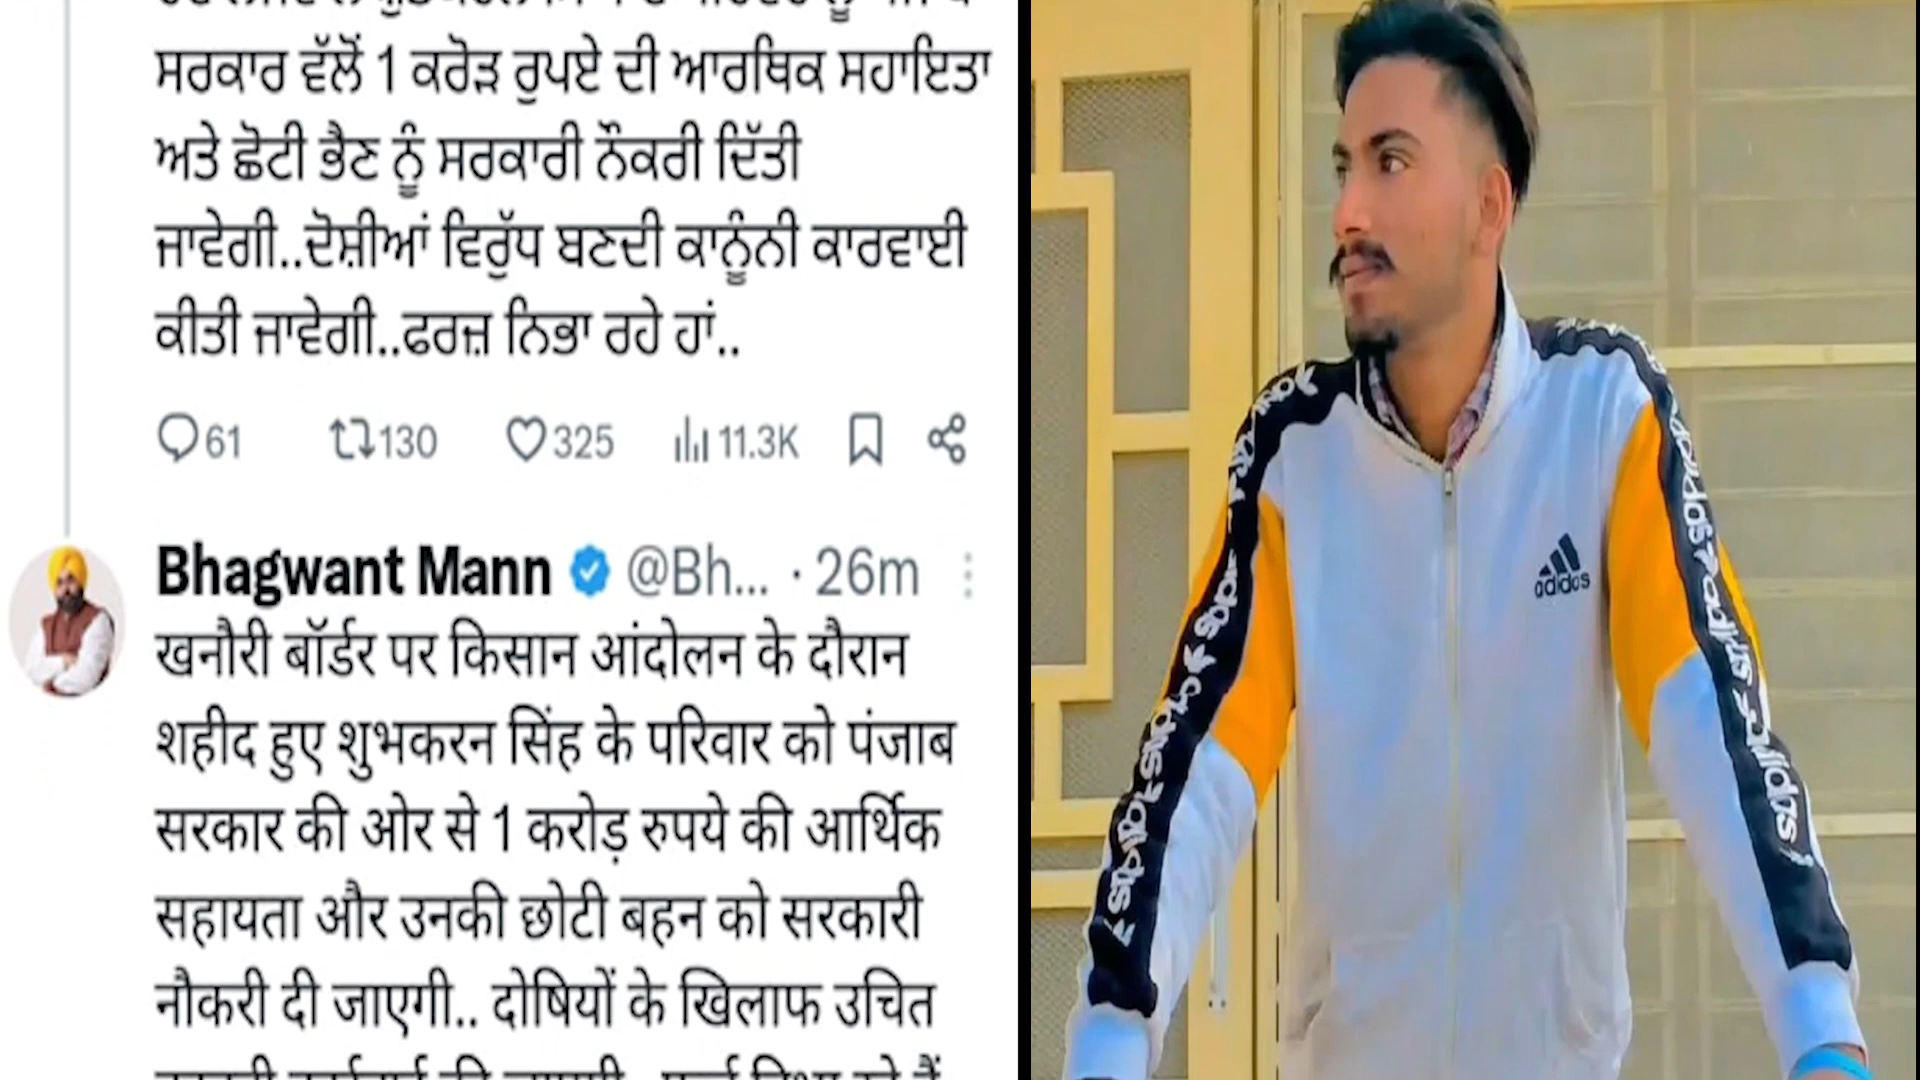 ਸਰਕਾਰ ਵੱਲੋਂ 1 ਕਰੋੜ ਰੁਪਏ ਦੀ ਆਰਥਿਕ ਸਹਾਇਤਾ
ਅਤੇ ਛੋਟੀ ਭੈਣ ਨੂੰ ਸਰਕਾਰੀ ਨੌਕਰੀ ਦਿੱਤੀ
ਜਾਵੇਗੀ..ਦੋਸ਼ੀਆਂ ਵਿਰੁੱਧ ਬਣਦੀ ਕਾਨੂੰਨੀ ਕਾਰਵਾਈ
ਕੀਤੀ ਜਾਵੇਗੀ..ਫਰਜ਼ ਨਿਭਾ ਰਹੇ ਹਾਂ..
61 130 325 11.3K
Bhagwant Mann @Bh... · 26m
खनौरी बॉर्डर पर किसान आंदोलन के दौरान
शहीद हुए शुभकरन सिंह के परिवार को पंजाब
सरकार की ओर से 1 करोड़ रुपये की आर्थिक
सहायता और उनकी छोटी बहन को सरकारी
नौकरी दी जाएगी.. दोषियों के खिलाफ उचित
adidas